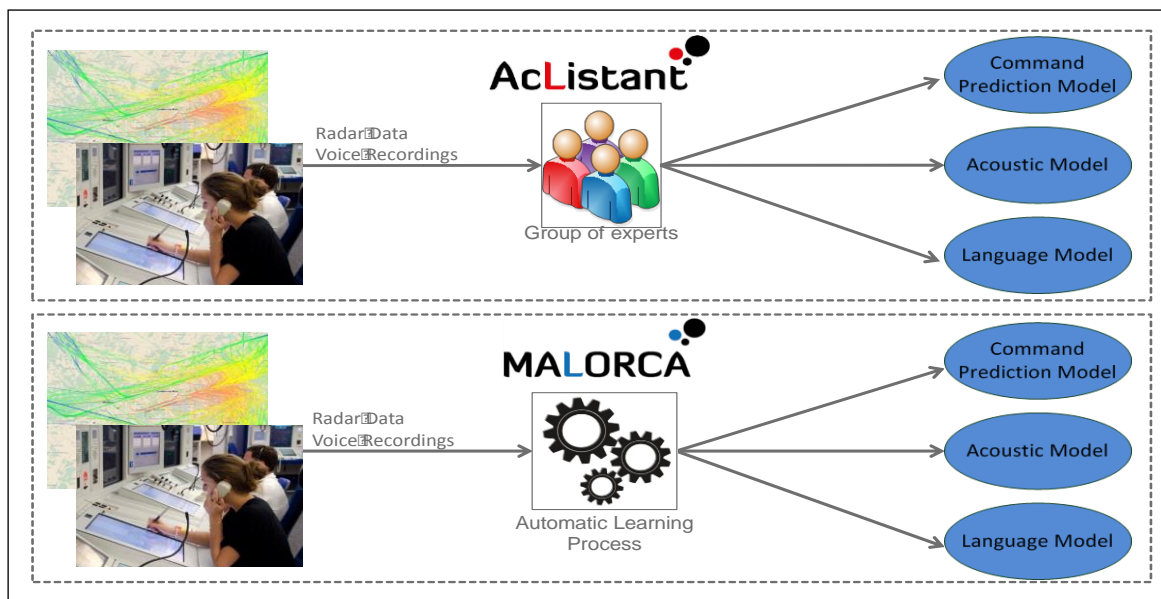 AcListant
Command
Prediction Model
Radar Data
Voice Recordings
Acoustic Model
Group of experts
Language Model
MALORCA
Command
Prediction Model
Radar Data
Voice Recordings
Acoustic Model
Automatic Learning
Process
Language Model